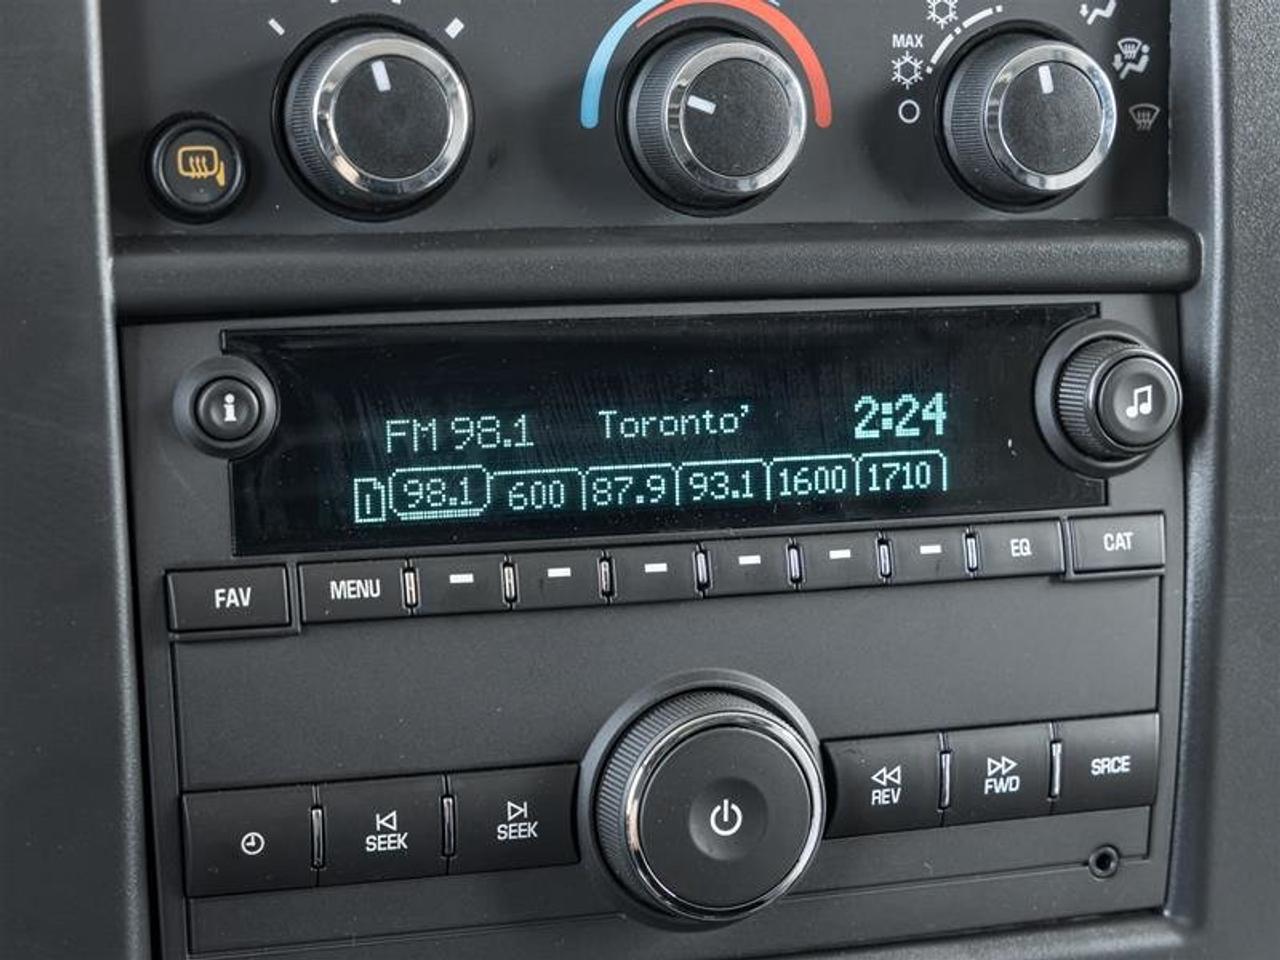 MAX
FM 98.1 Toronto' 2:24
1 98.1 600 87.9 93.1 1600 1710
FAV MENU EQ CAT
SEEK SEEK REV FWD SRCE